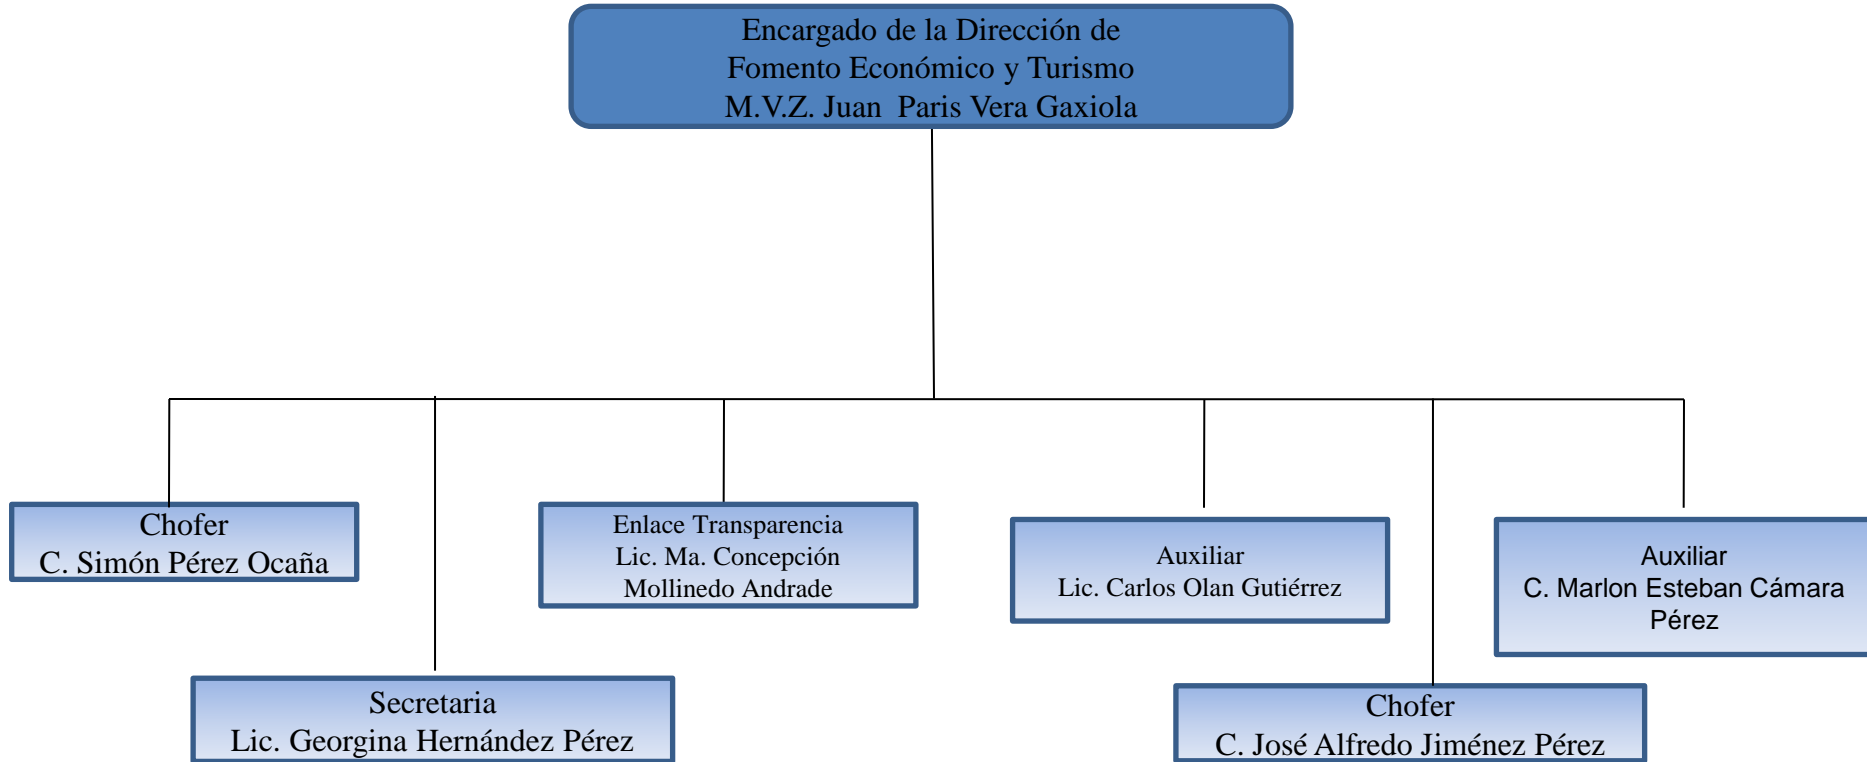 Encargado de la Dirección de
Fomento Económico y Turismo
M.V.Z. Juan  Paris Vera Gaxiola
Chofer
C. Simón Pérez Ocaña
Enlace Transparencia
Lic. Ma. Concepción
Mollinedo Andrade
Auxiliar
Lic. Carlos Olan Gutiérrez
Auxiliar
C. Marlon Esteban Cámara
Pérez
Secretaria
Lic. Georgina Hernández Pérez
Chofer
C. José Alfredo Jiménez Pérez